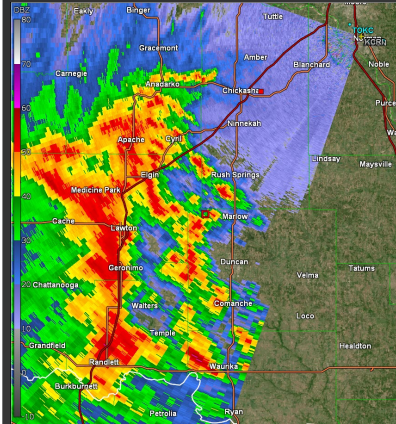 DBZ
80
Eakly
Binger
Tuttle
TOKC
KCRI
Gracemont
Amber
Blanchard
Noble
70
Carnegie
Anadarko
Chickasha
60
Ninnekah
Apache
Cyril
50
Lindsay
Maysville
Elgin
Rush Springs
Medicine Park
40
Cache
Marlow
Lawton
30
Geronimo
Duncan
Velma
Tatums
Chattanooga
20
Walters
Comanche
Loco
10
Temple
Grandfield
Healdton
Randlett
Waurika
0
Burkburnett
Petrolia
Ryan